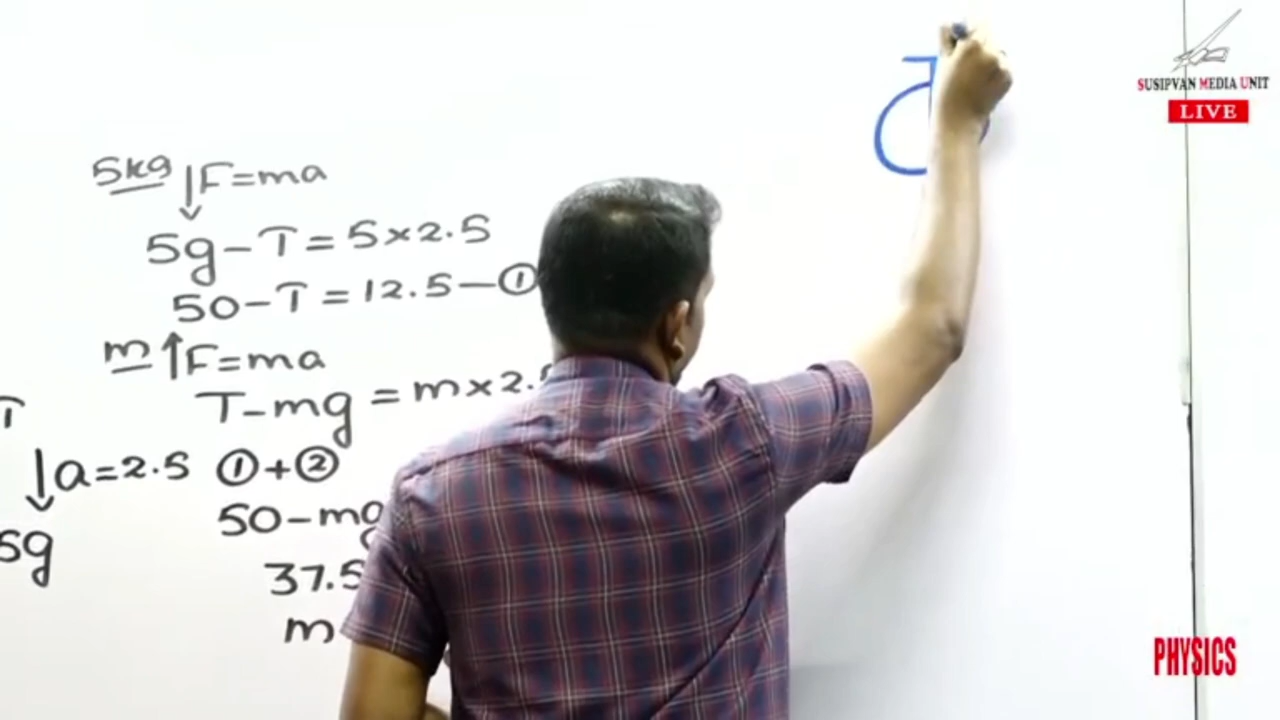 SUSIPVAN MEDIA UNIT
LIVE
5kg ↓ F=ma
5g-T=5×2.5
50-T=12.5-①
m ↑ F=ma
T-mg=m×2.
T
↓a=2.5
①+②
50-mg
5g
37.5
m
PHYSICS